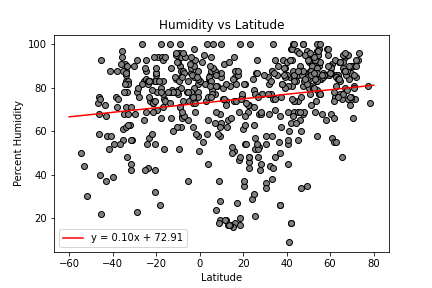 Humidity vs Latitude
100
80
60
40
20
Percent Humidity
−60 −40 −20 0 20 40 60 80
Latitude
y = 0.10x + 72.91